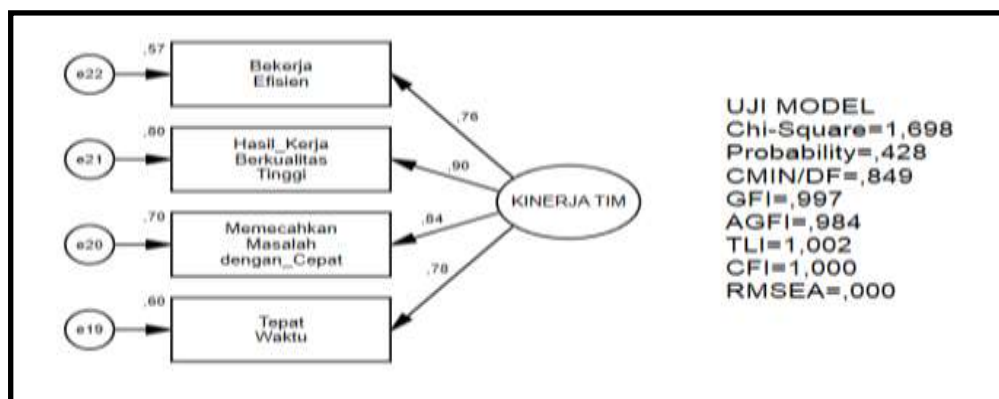 .57
e22
Bekerja
Efisien
.76
.80
e21
Hasil_Kerja
Berkualitas
Tinggi
.90
KINERJA TIM
.70
e20
Memecahkan
Masalah
dengan_Cepat
.84
.78
.60
e19
Tepat
Waktu
UJI MODEL
Chi-Square=1,698
Probability=,428
CMIN/DF=,849
GFI=,997
AGFI=,984
TLI=1,002
CFI=1,000
RMSEA=,000